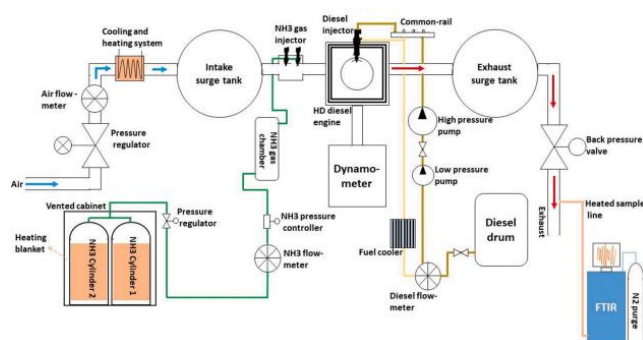 Cooling and
heating system
Air flow -
meter
Pressure
regulator
Air
Intake
surge tank
NH3 gas
injector
Diesel
injector
Common-rail
HD diesel
engine
Dynamo-
meter
Exhaust
surge tank
High pressure
pump
Low pressure
pump
Back pressure
valve
Exhaust
Heated sample
line
Vented cabinet
Heating
blanket
NH3 Cylinder 2
NH3 Cylinder 1
Pressure
regulator
NH3 gas
chamber
NH3 pressure
controller
NH3 flow-
meter
Fuel cooler
Diesel flow-
meter
Diesel
drum
FTIR
N2 purge